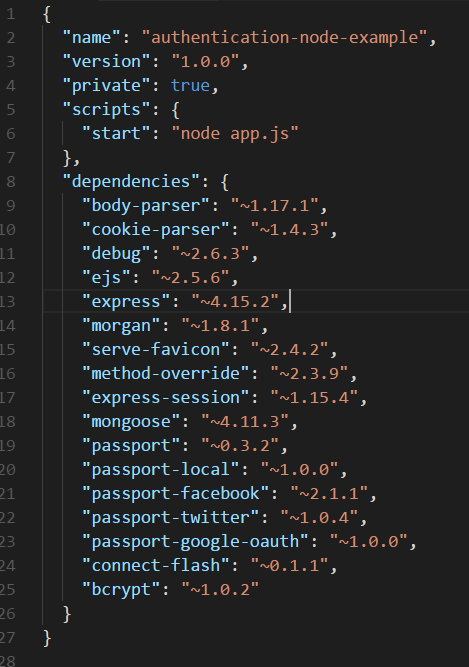 1 {
2   "name": "authentication-node-example",
3   "version": "1.0.0",
4   "private": true,
5   "scripts": {
6     "start": "node app.js"
7   },
8   "dependencies": {
9     "body-parser": "~1.17.1",
10     "cookie-parser": "~1.4.3",
11     "debug": "~2.6.3",
12     "ejs": "~2.5.6",
13     "express": "~4.15.2",
14     "morgan": "~1.8.1",
15     "serve-favicon": "~2.4.2",
16     "method-override": "~2.3.9",
17     "express-session": "~1.15.4",
18     "mongoose": "~4.11.3",
19     "passport": "~0.3.2",
20     "passport-local": "~1.0.0",
21     "passport-facebook": "~2.1.1",
22     "passport-twitter": "~1.0.4",
23     "passport-google-oauth": "~1.0.0",
24     "connect-flash": "~0.1.1",
25     "bcrypt": "~1.0.2"
26   }
27 }
28